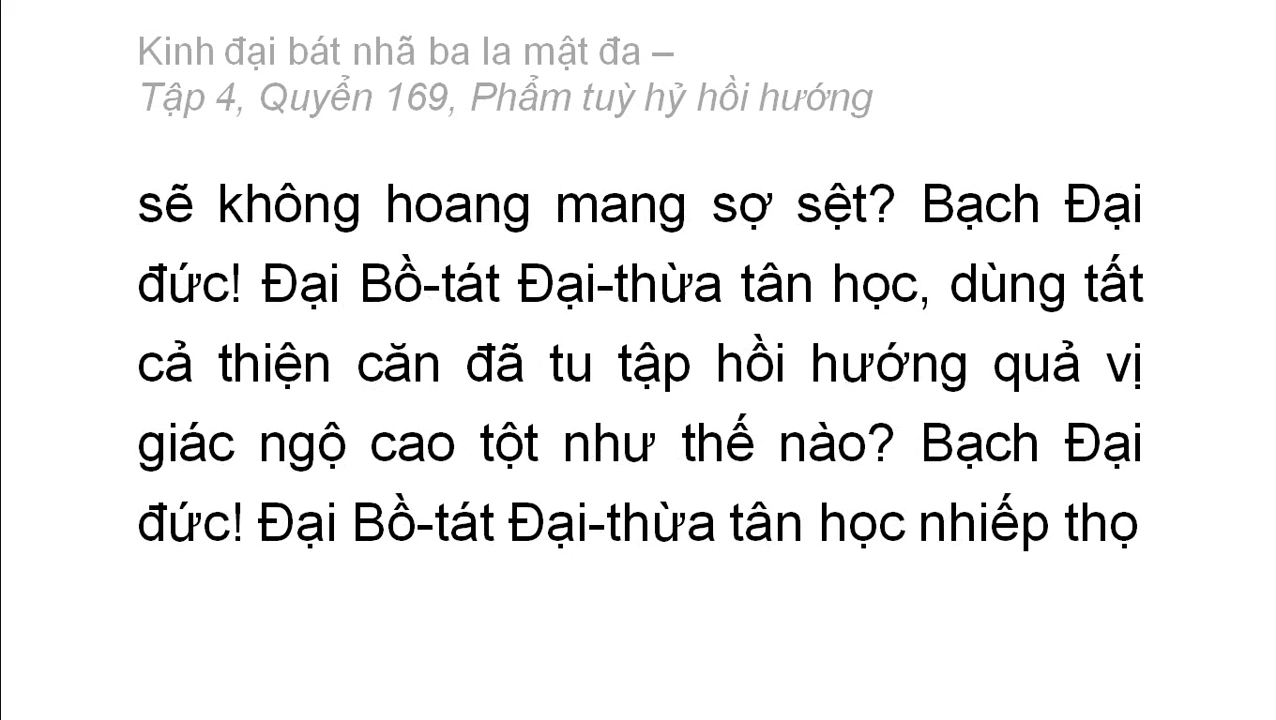 Kinh đại bát nhã ba la mật đa –
Tập 4, Quyển 169, Phẩm tuỳ hỷ hồi hướng
sẽ không hoang mang sợ sệt? Bạch Đại
đức! Đại Bồ-tát Đại-thừa tân học, dùng tất
cả thiện căn đã tu tập hồi hướng quả vị
giác ngộ cao tột như thế nào? Bạch Đại
đức! Đại Bồ-tát Đại-thừa tân học nhiếp thọ